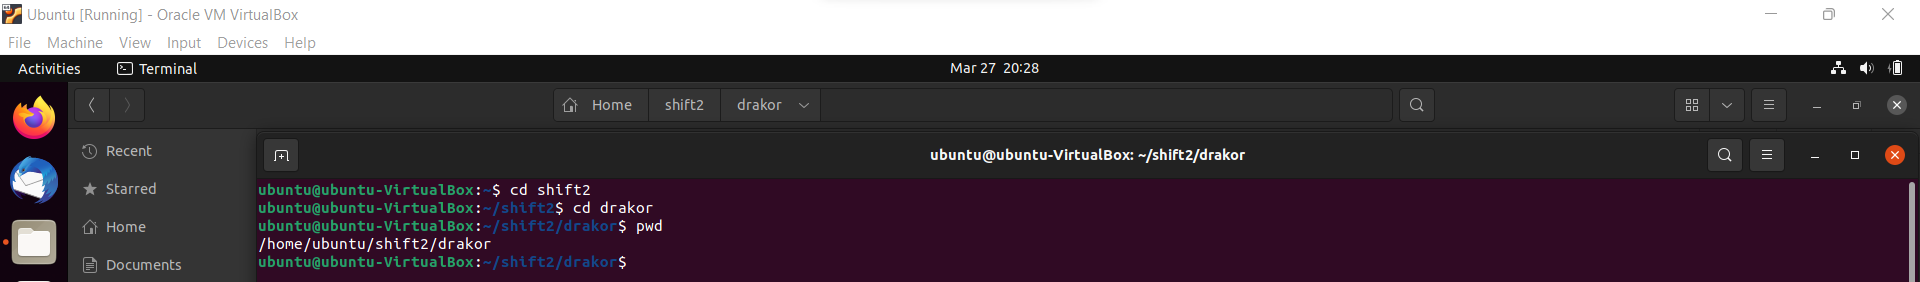 Ubuntu [Running] - Oracle VM VirtualBox
File Machine View Input Devices Help
Activities Terminal Mar 27 20:28
Home shift2 drakor
Recent
ubuntu@ubuntu-VirtualBox: ~/shift2/drakor
Starred
Home
Documents
ubuntu@ubuntu-VirtualBox:~$ cd shift2
ubuntu@ubuntu-VirtualBox:~/shift2$ cd drakor
ubuntu@ubuntu-VirtualBox:~/shift2/drakor$ pwd
/home/ubuntu/shift2/drakor
ubuntu@ubuntu-VirtualBox:~/shift2/drakor$